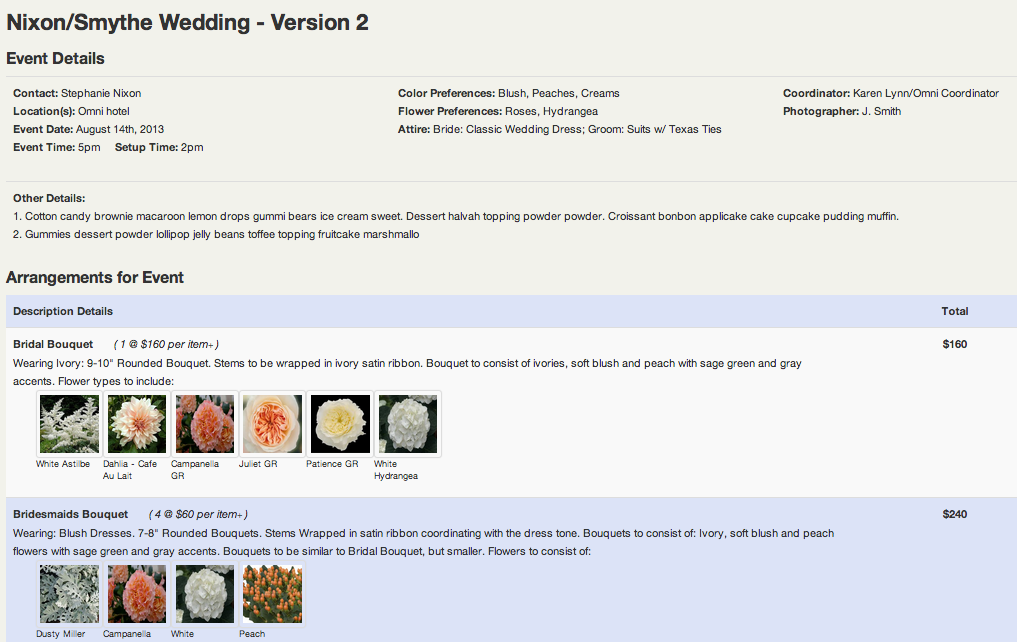 Nixon/Smythe Wedding - Version 2
Event Details
Contact: Stephanie Nixon
Location(s): Omni hotel
Event Date: August 14th, 2013
Event Time: 5pm Setup Time: 2pm
Color Preferences: Blush, Peaches, Creams
Flower Preferences: Roses, Hydrangea
Attire: Bride: Classic Wedding Dress; Groom: Suits w/ Texas Ties
Coordinator: Karen Lynn/Omni Coordinator
Photographer: J. Smith
Other Details:
1. Cotton candy brownie macaroon lemon drops gummi bears ice cream sweet. Dessert halvah topping powder powder. Croissant bonbon applicake cake cupcake pudding muffin.
2. Gummies dessert powder lollipop jelly beans toffee topping fruitcake marshmallo
Arrangements for Event
Description Details Total
Bridal Bouquet ( 1 @ $160 per item+ ) $160
Wearing Ivory: 9-10" Rounded Bouquet. Stems to be wrapped in ivory satin ribbon. Bouquet to consist of ivories, soft blush and peach with sage green and gray
accents. Flower types to include:
White Astilbe
Dahlia - Cafe
Au Lait
Campanella
GR
Juliet GR
Patience GR
White
Hydrangea
Bridesmaids Bouquet ( 4 @ $60 per item+ ) $240
Wearing: Blush Dresses. 7-8" Rounded Bouquets. Stems Wrapped in satin ribbon coordinating with the dress tone. Bouquets to consist of: Ivory, soft blush and peach
flowers with sage green and gray accents. Bouquets to be similar to Bridal Bouquet, but smaller. Flowers to consist of:
Dusty Miller
Campanella
White
Peach